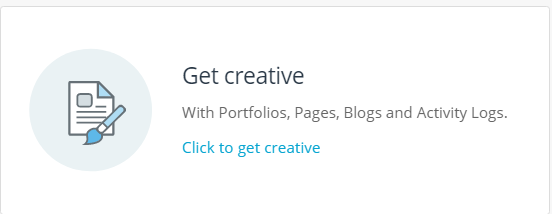 Get creative
With Portfolios, Pages, Blogs and Activity Logs.
Click to get creative